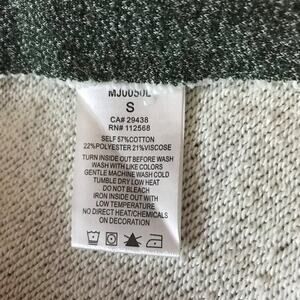 MJ0050L
S
CA# 29438
RN# 112568
SELF 57%COTTON
22%POLYESTER 21%VISCOSE
TURN INSIDE OUT BEFORE WASH
WASH WITH LIKE COLORS
GENTLE MACHINE WASH COLD
TUMBLE DRY LOW HEAT
DO NOT BLEACH
IRON INSIDE OUT WITH
LOW TEMPERATURE
NO DIRECT HEAT/CHEMICALS
ON DECORATION